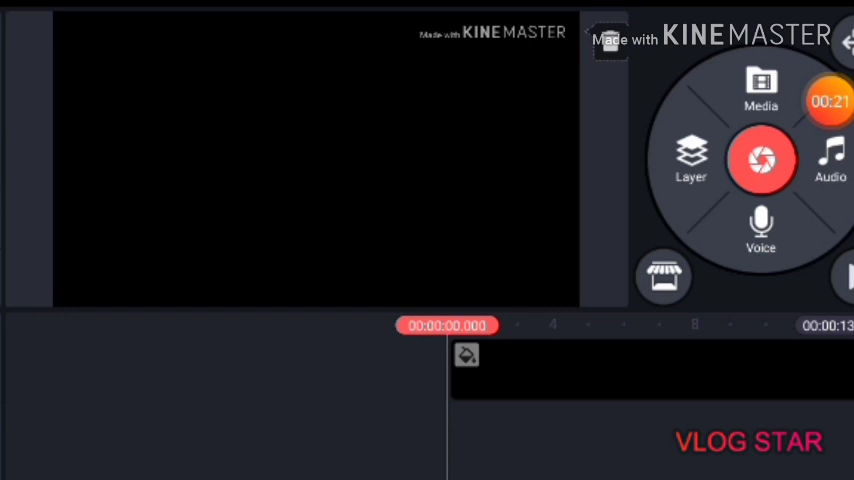 Made with KINEMASTER
Made with KINEMASTER
Media
00:21
Layer
Audio
Voice
00:00:00.000
4
8
00:00:13
VLOG STAR